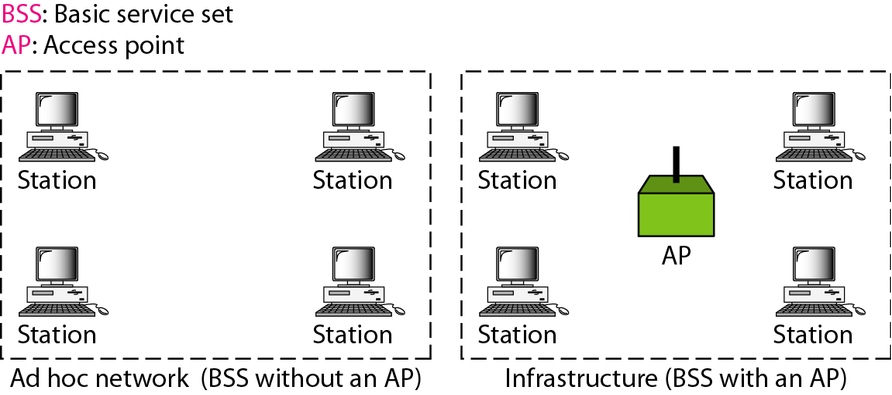 BSS: Basic service set
AP: Access point
Station
Station
Station
Station
Ad hoc network (BSS without an AP)
Station
Station
AP
Station
Station
Infrastructure (BSS with an AP)